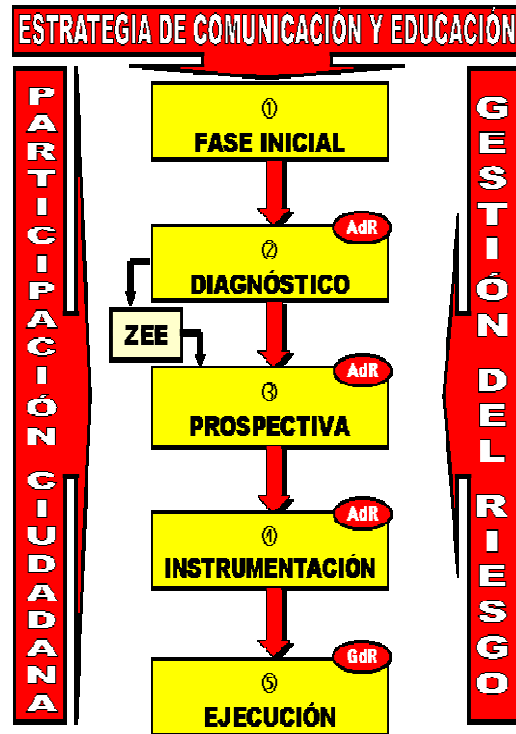 ESTRATEGIA DE COMUNICACIÓN Y EDUCACIÓN
PARTICIPACIÓN CIUDADANA
①
FASE INICIAL
AdR
②
DIAGNÓSTICO
ZEE
AdR
③
PROSPECTIVA
AdR
④
INSTRUMENTACIÓN
GdR
⑤
EJECUCIÓN
GESTIÓN DEL RIESGO